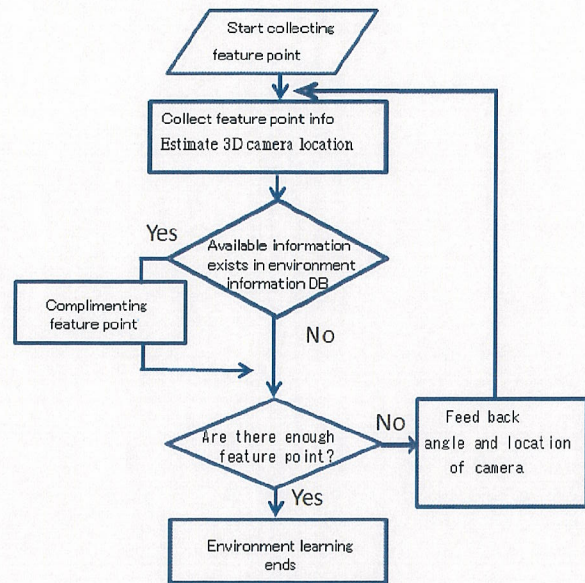 Start collecting
feature point
Collect feature point info
Estimate 3D camera location
Yes
Available information
exists in environment
information DB
Complimenting
feature point
No
Are there enough
feature point?
No
Feed back
angle and location
of camera
Yes
Environment learning
ends